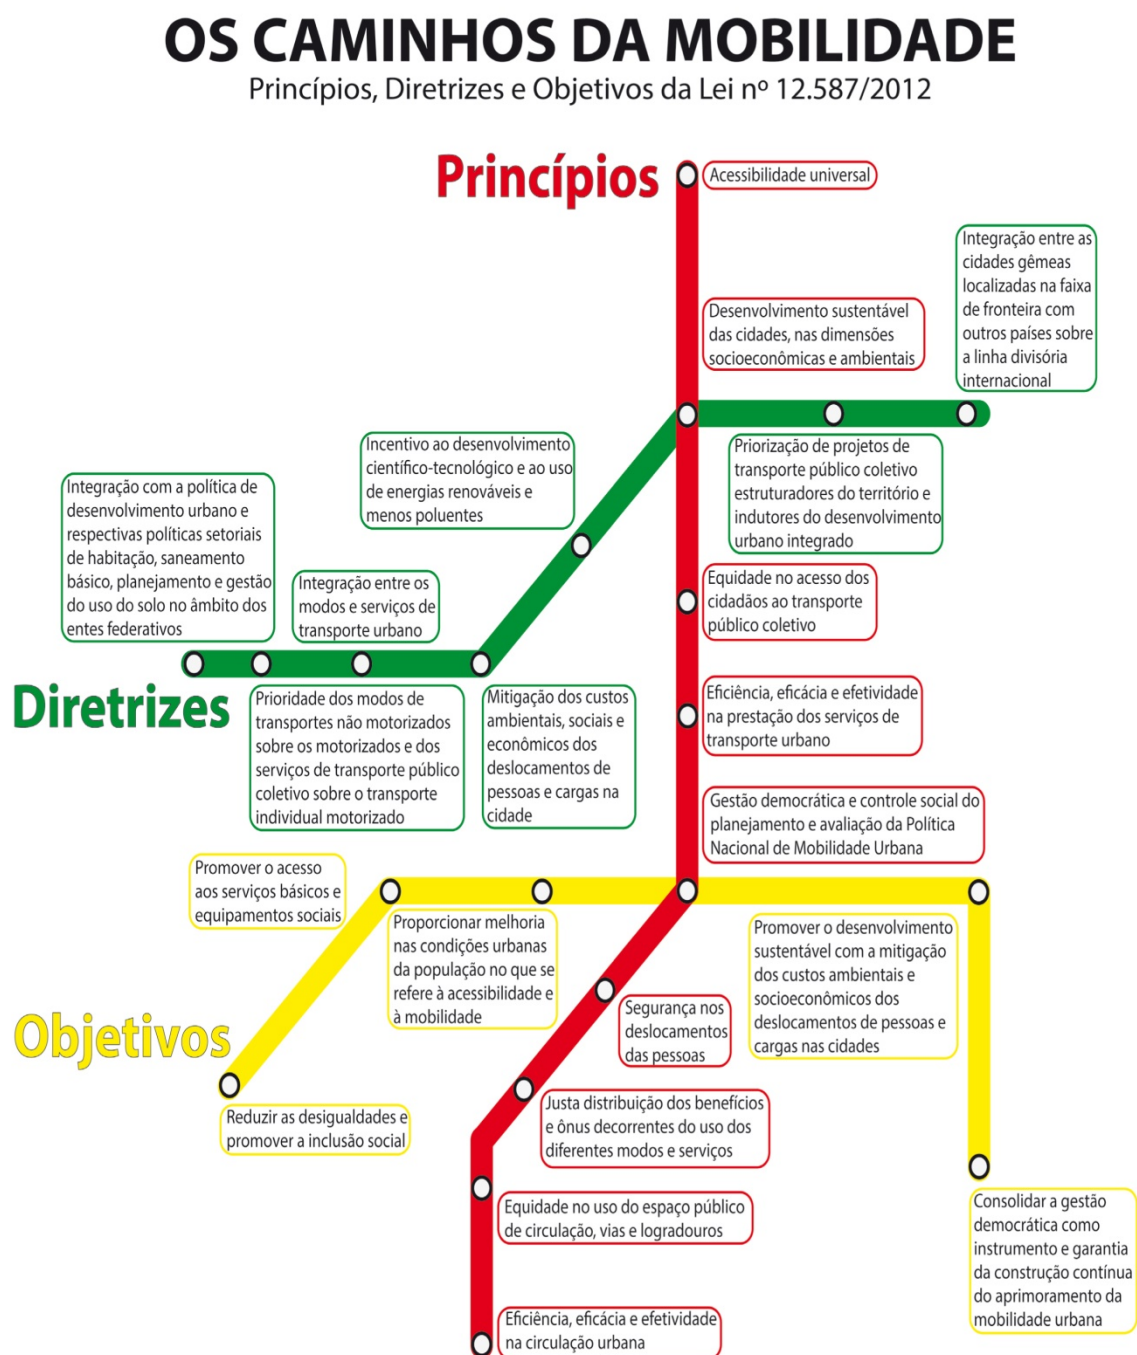 OS CAMINHOS DA MOBILIDADE
Princípios, Diretrizes e Objetivos da Lei nº 12.587/2012
Princípios
Acessibilidade universal
Integração entre as
cidades gêmeas
localizadas na faixa
de fronteira com
outros países sobre
a linha divisória
internacional
Desenvolvimento sustentável
das cidades, nas dimensões
socioeconômicas e ambientais
Incentivo ao desenvolvimento
científico-tecnológico e ao uso
de energias renováveis e
menos poluentes
Priorização de projetos de
transporte público coletivo
estruturadores do território e
indutores do desenvolvimento
urbano integrado
Integração com a política de
desenvolvimento urbano e
respectivas políticas setoriais
de habitação, saneamento
básico, planejamento e gestão
do uso do solo no âmbito dos
entes federativos
Integração entre os
modos e serviços de
transporte urbano
Equidade no acesso dos
cidadãos ao transporte
público coletivo
Diretrizes
Prioridade dos modos de
transportes não motorizados
sobre os motorizados e dos
serviços de transporte público
coletivo sobre o transporte
individual motorizado
Mitigação dos custos
ambientais, sociais e
econômicos dos
deslocamentos de
pessoas e cargas na
cidade
Eficiência, eficácia e efetividade
na prestação dos serviços de
transporte urbano
Gestão democrática e controle social do
planejamento e avaliação da Política
Nacional de Mobilidade Urbana
Promover o acesso
aos serviços básicos e
equipamentos sociais
Proporcionar melhoria
nas condições urbanas
da população no que se
refere à acessibilidade e
à mobilidade
Promover o desenvolvimento
sustentável com a mitigação
dos custos ambientais e
socioeconômicos dos
deslocamentos de pessoas e
cargas nas cidades
Objetivos
Segurança nos
deslocamentos
das pessoas
Reduzir as desigualdades e
promover a inclusão social
Justa distribuição dos benefícios
e ônus decorrentes do uso dos
diferentes modos e serviços
Equidade no uso do espaço público
de circulação, vias e logradouros
Consolidar a gestão
democrática como
instrumento e garantia
da construção contínua
do aprimoramento da
mobilidade urbana
Eficiência, eficácia e efetividade
na circulação urbana